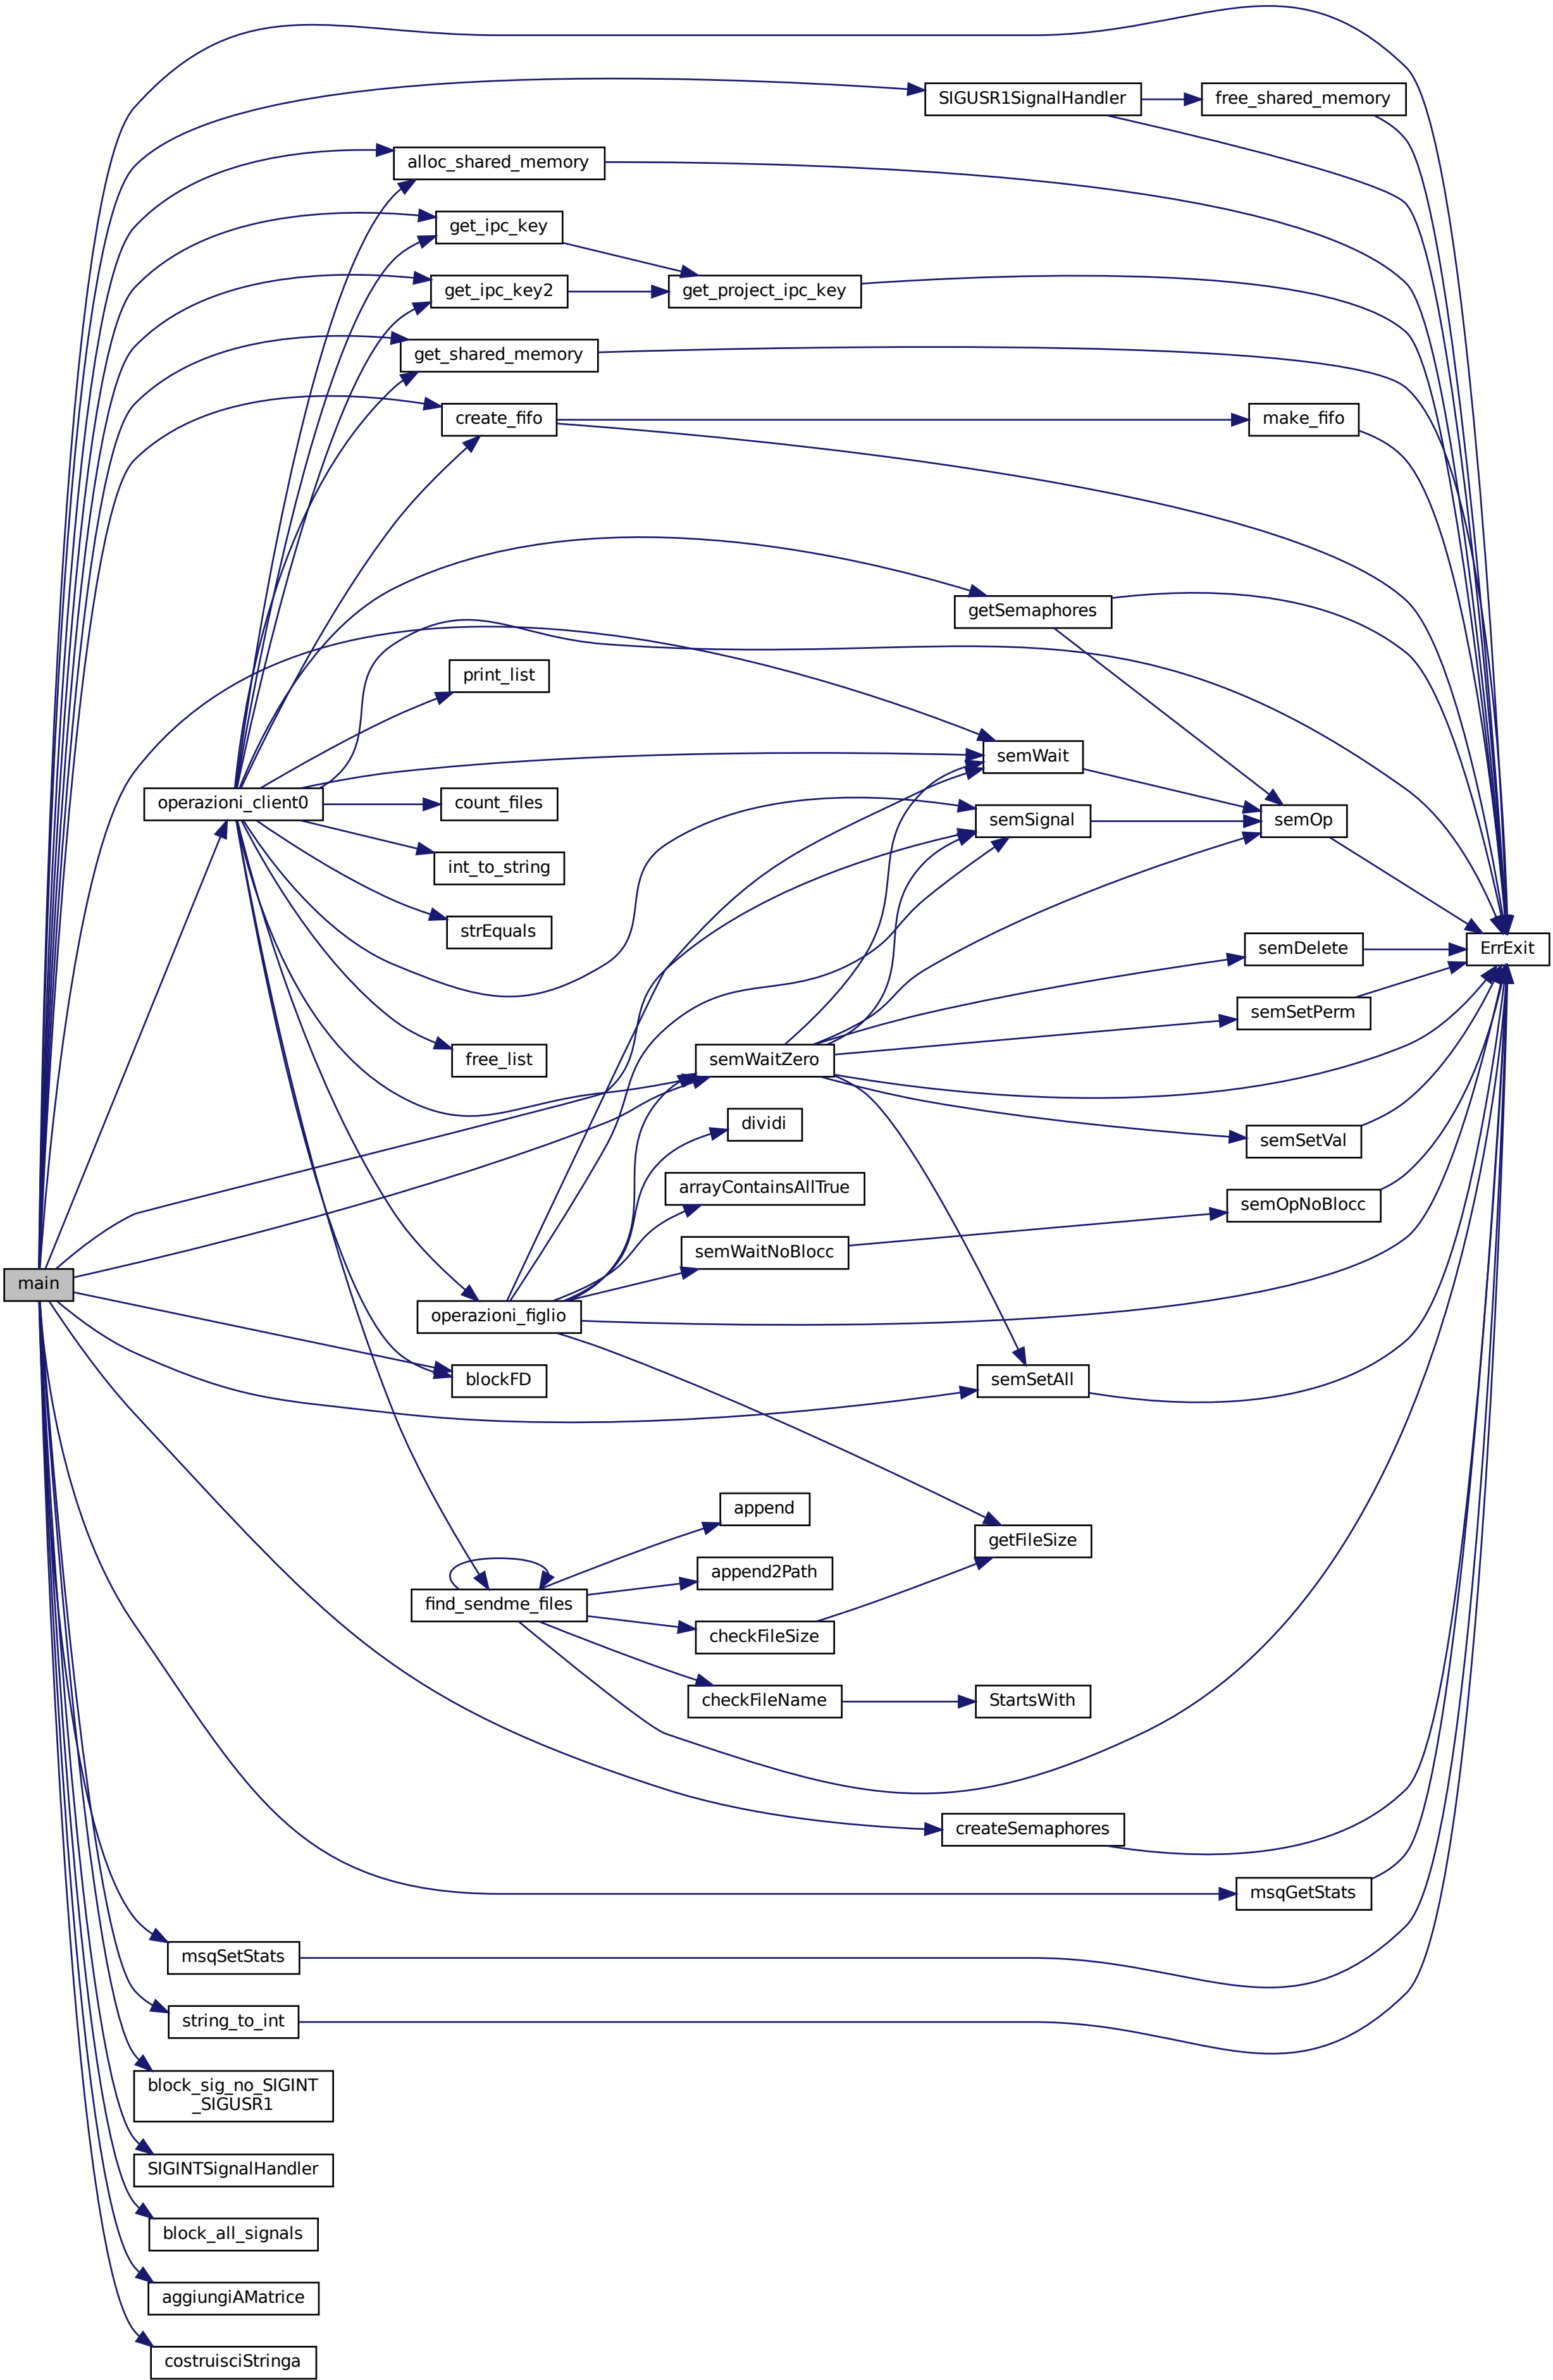 SIGUSR1SignalHandler
free_shared_memory
alloc_shared_memory
get_ipc_key
get_ipc_key2
get_project_ipc_key
get_shared_memory
create_fifo
make_fifo
getSemaphores
print_list
semWait
operazioni_client0
count_files
semSignal
semOp
int_to_string
strEquals
ErrExit
semDelete
semSetPerm
free_list
semWaitZero
dividi
semSetVal
arrayContainsAllTrue
semOpNoBlocc
semWaitNoBlocc
main
operazioni_figlio
blockFD
semSetAll
append
getFileSize
append2Path
find_sendme_files
checkFileSize
checkFileName
StartsWith
createSemaphores
msqGetStats
msqSetStats
string_to_int
block_sig_no_SIGINT
_SIGUSR1
SIGINTSignalHandler
block_all_signals
aggiungiAMatrice
costruisciStringa